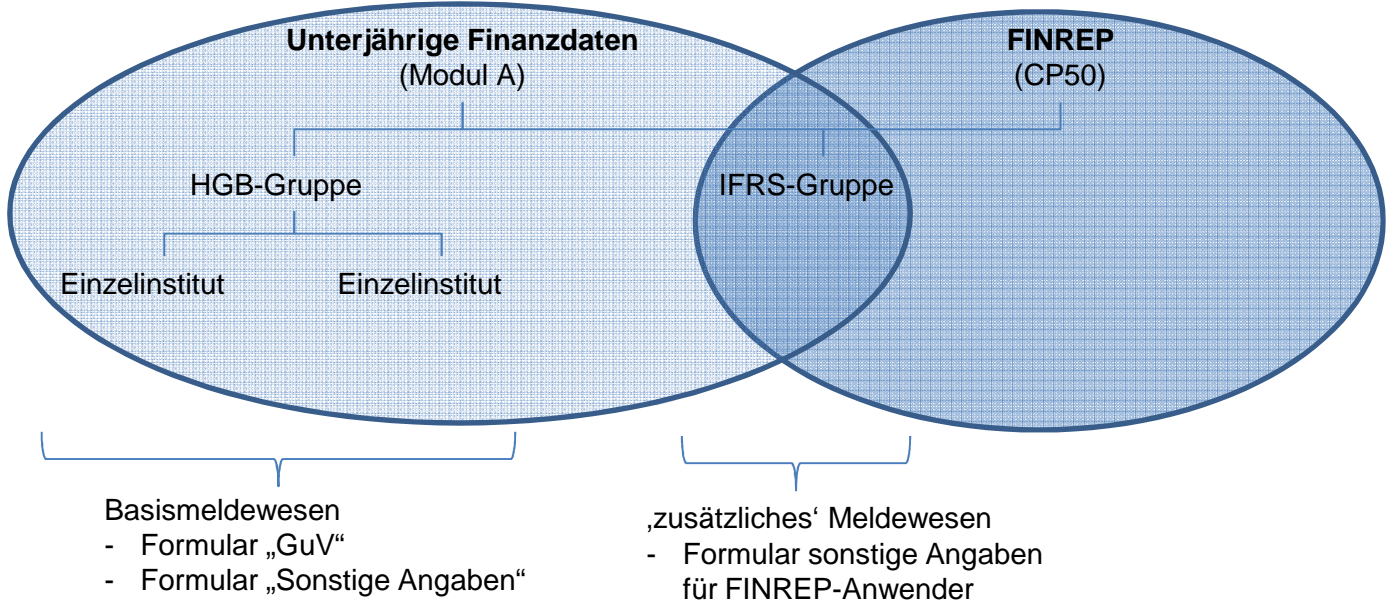 Unterjährige Finanzdaten
(Modul A)
FINREP
(CP50)
HGB-Gruppe
IFRS-Gruppe
Einzelinstitut
Einzelinstitut
Basismeldewesen
- Formular „GuV“
- Formular „Sonstige Angaben“
‚zusätzliches‘ Meldewesen
- Formular sonstige Angaben
für FINREP-Anwender